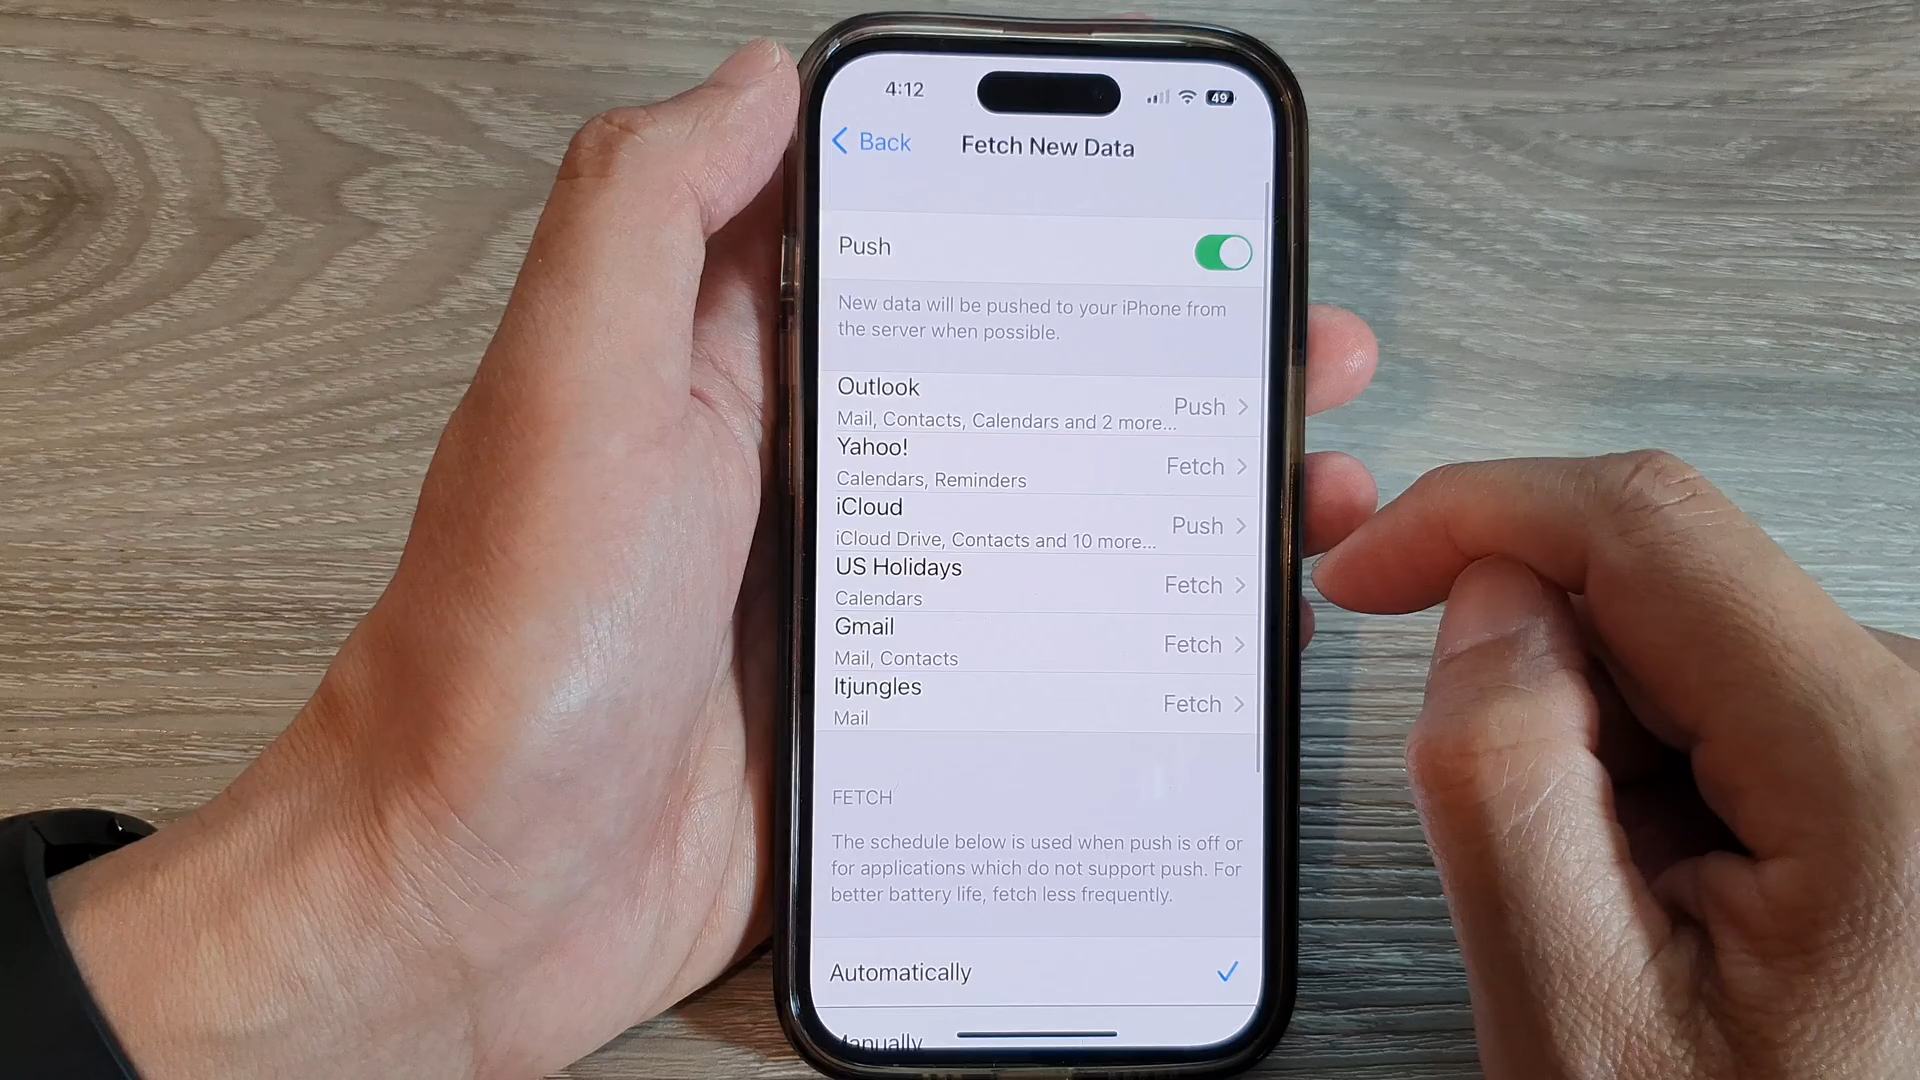 4:12
49
Back
Fetch New Data
Push
New data will be pushed to your iPhone from
the server when possible.
Outlook
Mail, Contacts, Calendars and 2 more...
Push
Yahoo!
Calendars, Reminders
Fetch
iCloud
iCloud Drive, Contacts and 10 more...
Push
US Holidays
Calendars
Fetch
Gmail
Mail, Contacts
Fetch
Itjungles
Mail
Fetch
FETCH
The schedule below is used when push is off or
for applications which do not support push. For
better battery life, fetch less frequently.
Automatically
Manually